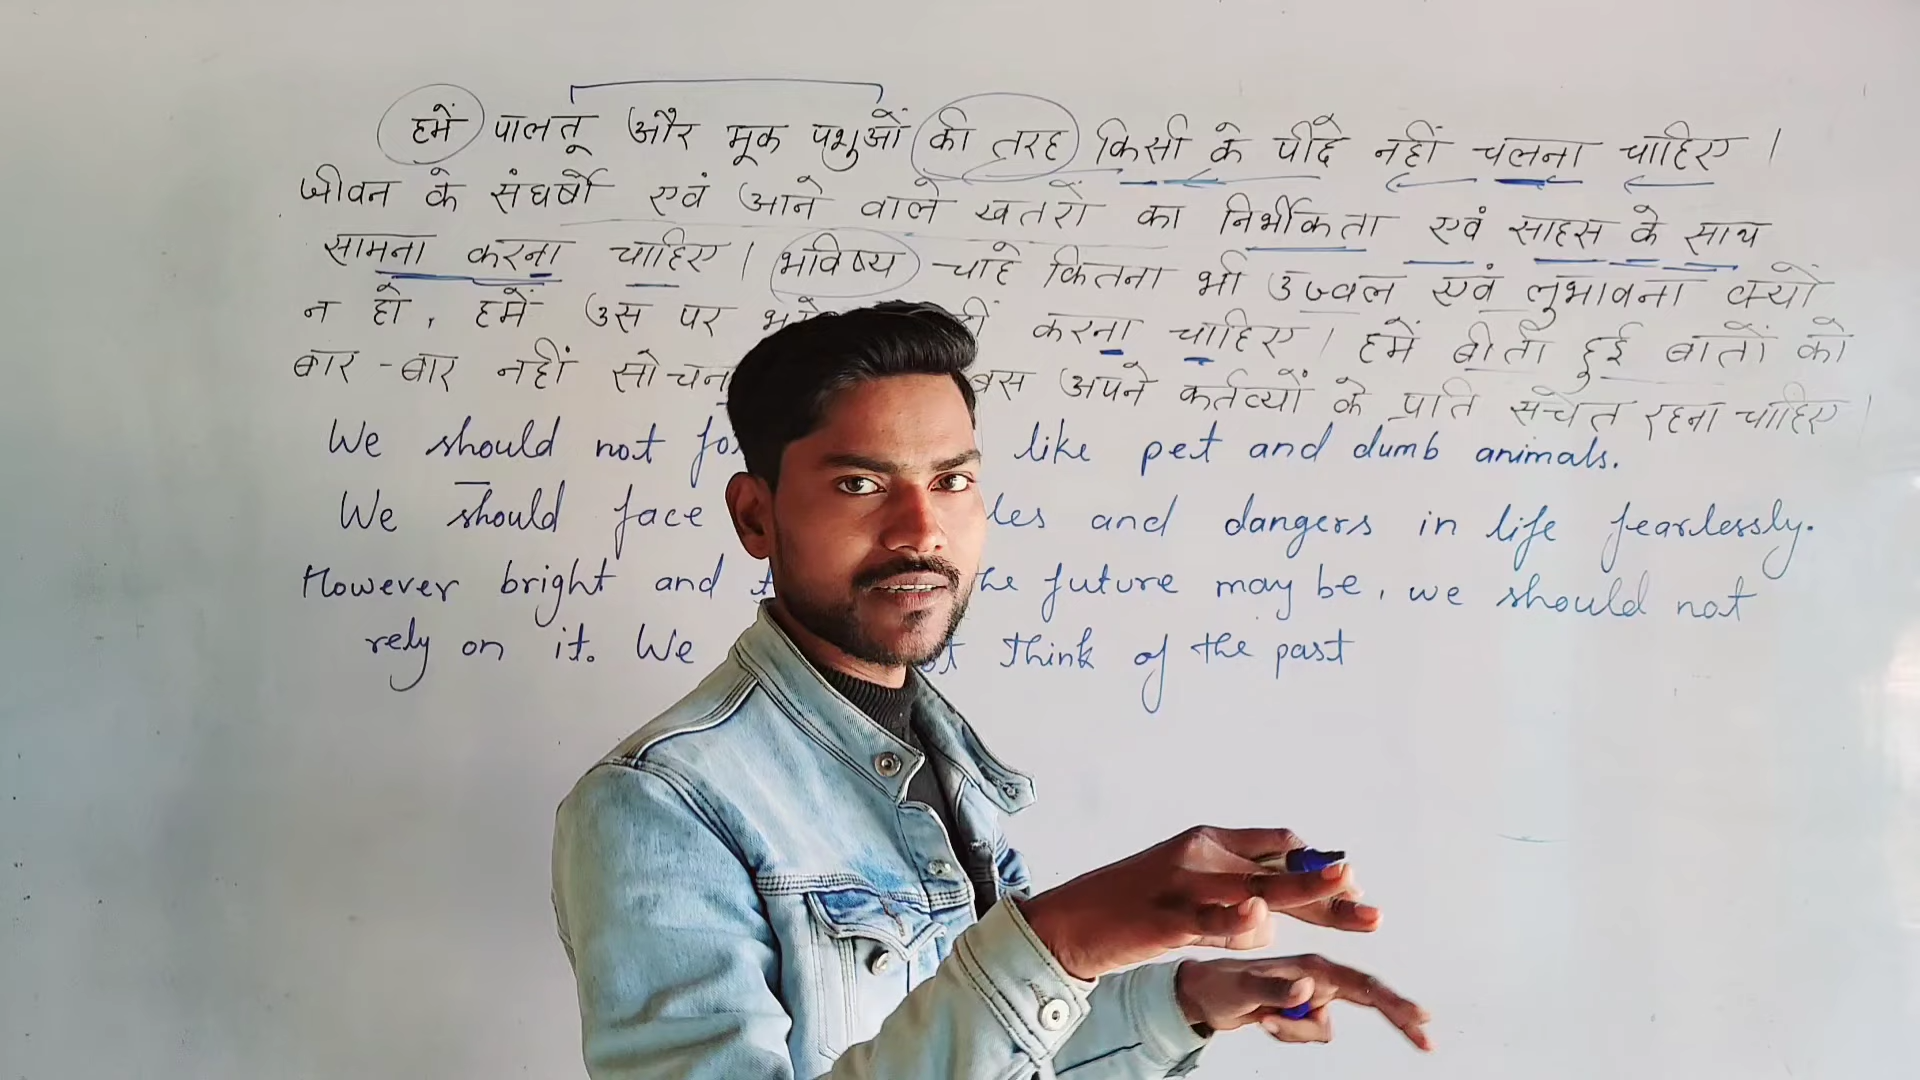 हमें पालतू और मूक पशुओं की तरह किसी के पीछे नहीं चलना चाहिए ।
जीवन के संघर्षों एवं आने वाले खतरों का निर्भीकता एवं साहस के साथ
सामना करना चाहिए । भविष्य चाहे कितना भी उज्वल एवं लुभावना क्यों
न हो, हमें उस पर करना चाहिए । हमें बीती हुई बातों को
बार-बार नहीं बस अपने कर्तव्यों के प्रति सचेत रहना चाहिए ।
We should not like pet and dumb animals.
We should face and dangers in life fearlessly.
However bright and the future may be, we should not
rely on it. We think of the past